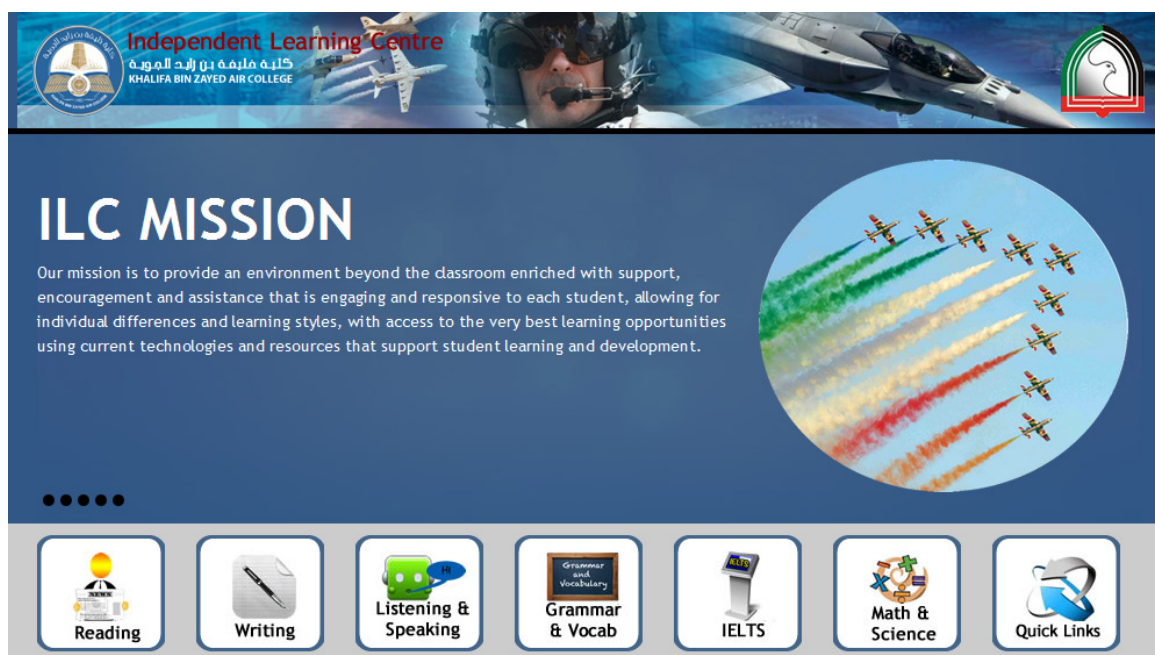 Independent Learning Centre
كلية خليفة بن زايد الجوية
KHALIFA BIN ZAYED AIR COLLEGE
ILC MISSION
Our mission is to provide an environment beyond the classroom enriched with support,
encouragement and assistance that is engaging and responsive to each student, allowing for
individual differences and learning styles, with access to the very best learning opportunities
using current technologies and resources that support student learning and development.
NEWS
Reading
Writing
HI
Listening &
Speaking
Grammar
and
Vocabulary
Grammar
& Vocab
IELTS
IELTS
Math &
Science
Quick Links